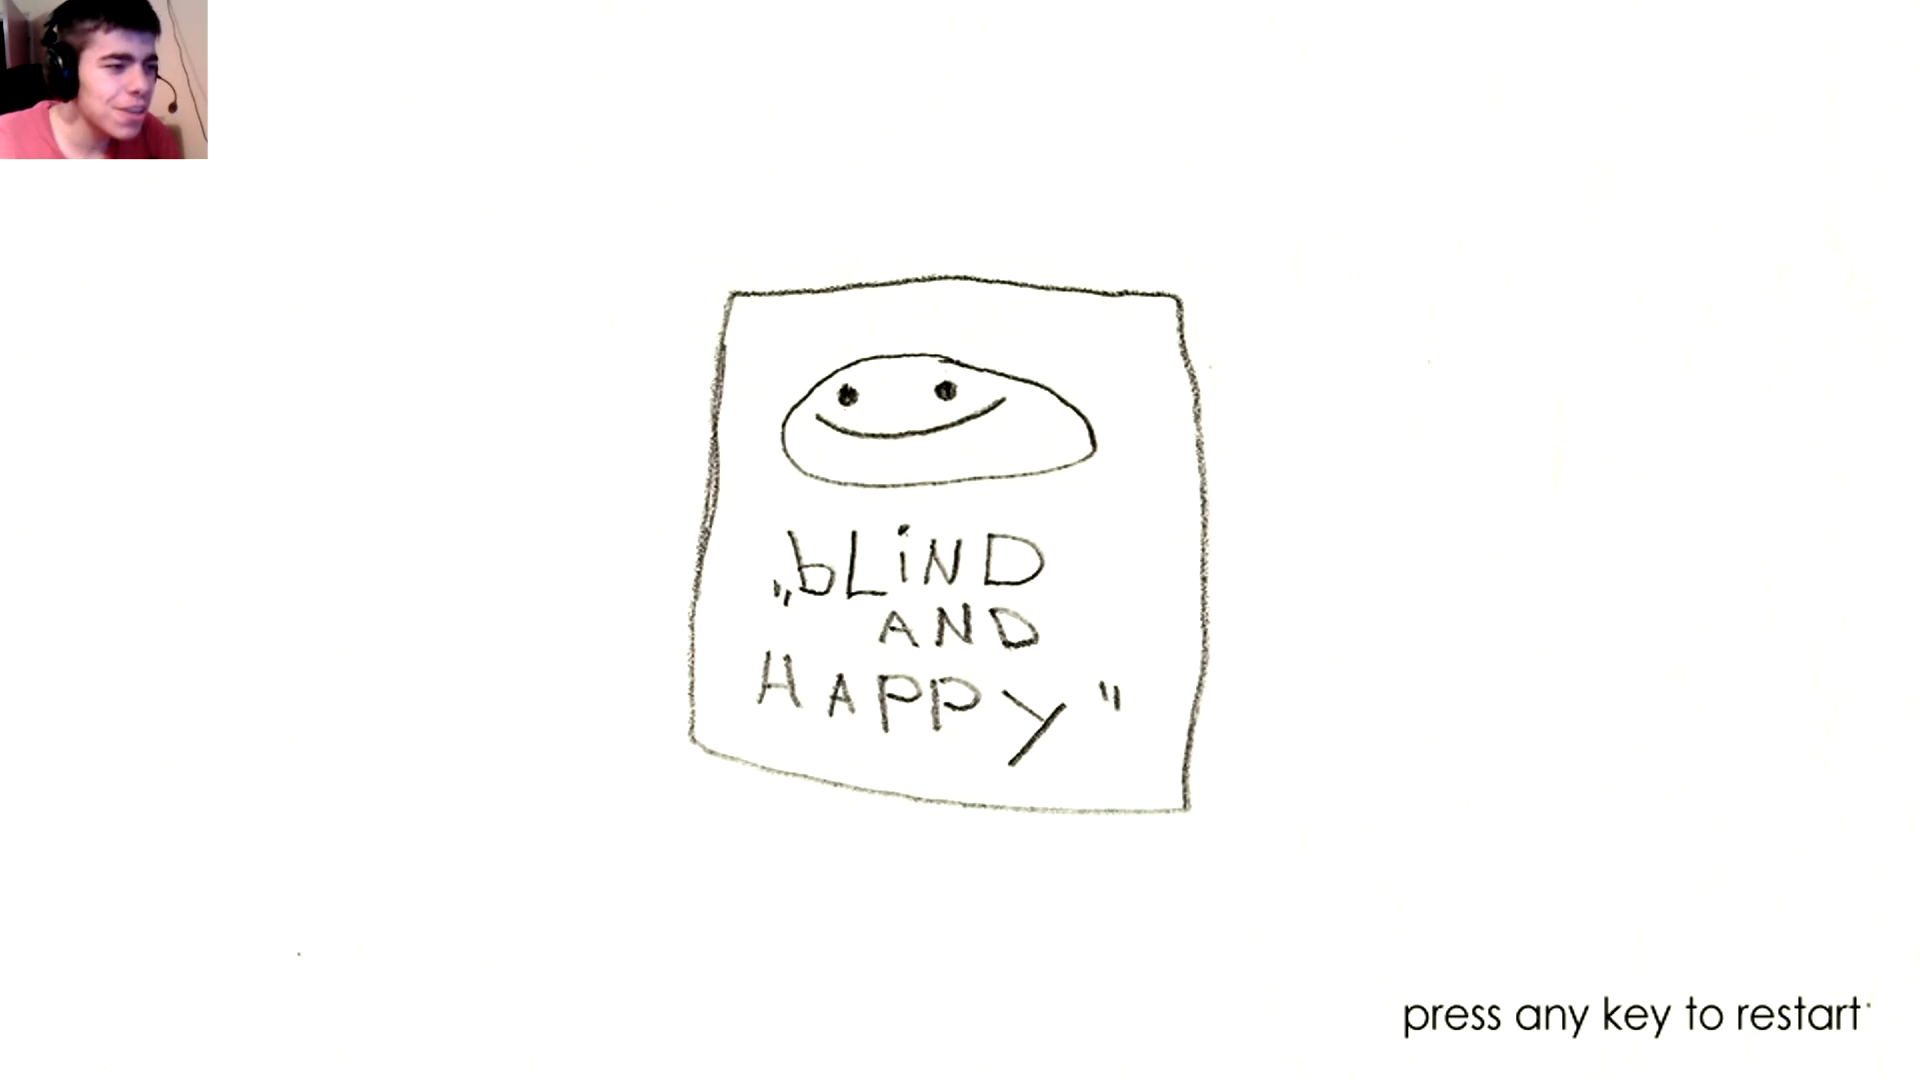 „bLiND
AND
HAPPY"
press any key to restart